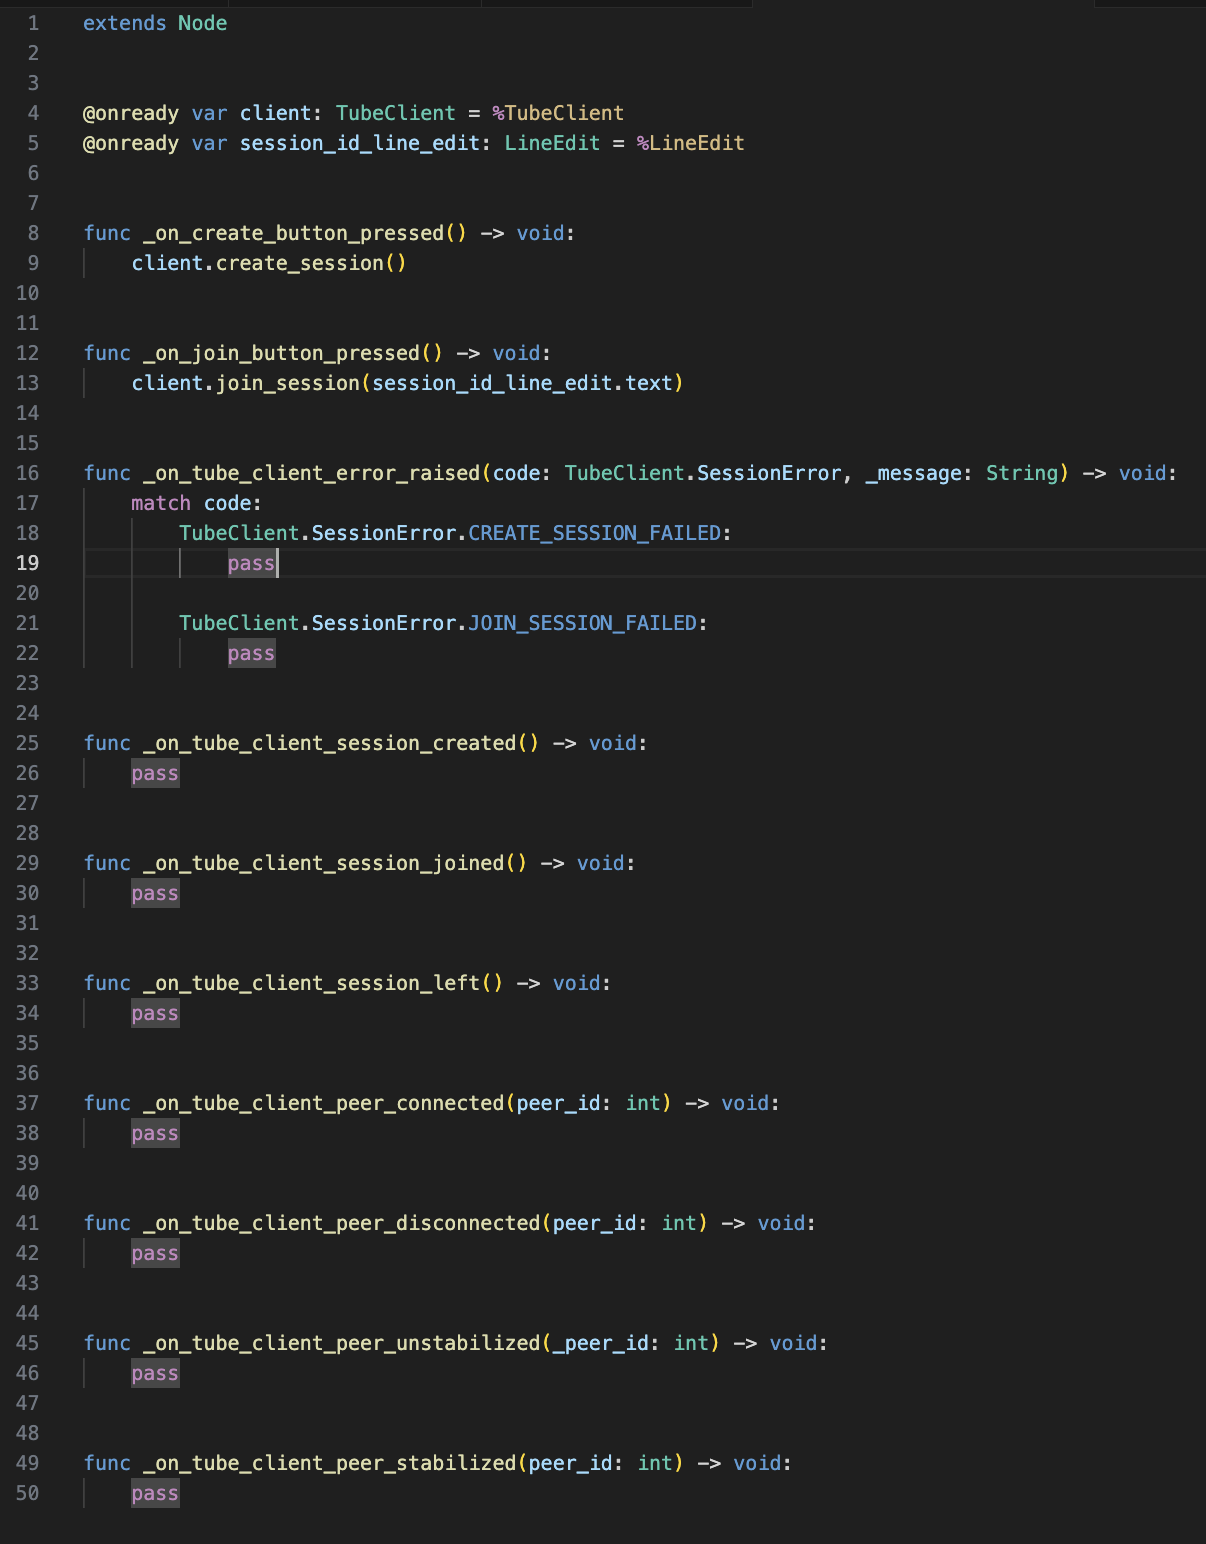 1 extends Node
2
3
4 @onready var client: TubeClient = %TubeClient
5 @onready var session_id_line_edit: LineEdit = %LineEdit
6
7
8 func _on_create_button_pressed() -> void:
9 client.create_session()
10
11
12 func _on_join_button_pressed() -> void:
13 client.join_session(session_id_line_edit.text)
14
15
16 func _on_tube_client_error_raised(code: TubeClient.SessionError, _message: String) -> void:
17 match code:
18 TubeClient.SessionError.CREATE_SESSION_FAILED:
19 pass
20
21 TubeClient.SessionError.JOIN_SESSION_FAILED:
22 pass
23
24
25 func _on_tube_client_session_created() -> void:
26 pass
27
28
29 func _on_tube_client_session_joined() -> void:
30 pass
31
32
33 func _on_tube_client_session_left() -> void:
34 pass
35
36
37 func _on_tube_client_peer_connected(peer_id: int) -> void:
38 pass
39
40
41 func _on_tube_client_peer_disconnected(peer_id: int) -> void:
42 pass
43
44
45 func _on_tube_client_peer_unstabilized(_peer_id: int) -> void:
46 pass
47
48
49 func _on_tube_client_peer_stabilized(peer_id: int) -> void:
50 pass